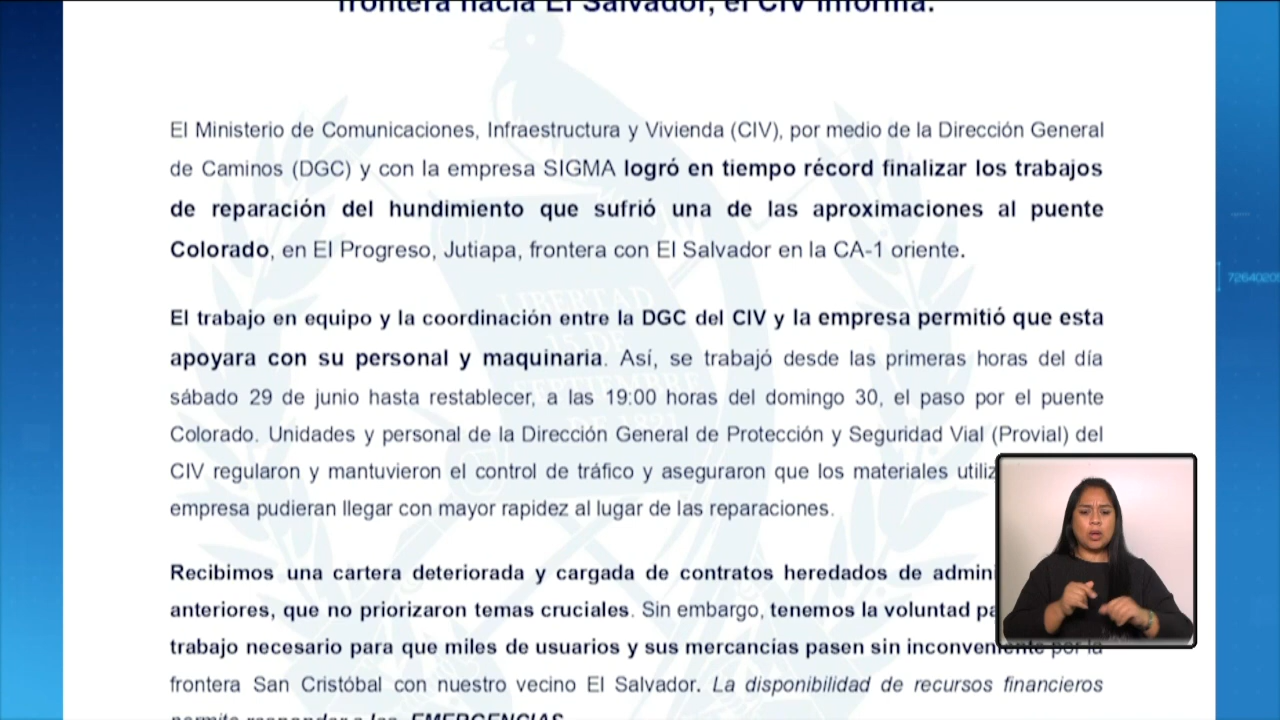 frontera hacia El Salvador, el CIV informa:
El Ministerio de Comunicaciones, Infraestructura y Vivienda (CIV), por medio de la Dirección General
de Caminos (DGC) y con la empresa SIGMA logró en tiempo récord finalizar los trabajos
de reparación del hundimiento que sufrió una de las aproximaciones al puente
Colorado, en El Progreso, Jutiapa, frontera con El Salvador en la CA-1 oriente.
El trabajo en equipo y la coordinación entre la DGC del CIV y la empresa permitió que esta
apoyara con su personal y maquinaria. Así, se trabajó desde las primeras horas del día
sábado 29 de junio hasta restablecer, a las 19:00 horas del domingo 30, el paso por el puente
Colorado. Unidades y personal de la Dirección General de Protección y Seguridad Vial (Provial) del
CIV regularon y mantuvieron el control de tráfico y aseguraron que los materiales
empresa pudieran llegar con mayor rapidez al lugar de las reparaciones.
Recibimos una cartera deteriorada y cargada de contratos heredados de
anteriores, que no priorizaron temas cruciales. Sin embargo, tenemos la voluntad
trabajo necesario para que miles de usuarios y sus mercancías pasen sin inconveniente por la
frontera San Cristóbal con nuestro vecino El Salvador. La disponibilidad de recursos financieros
permite responder a las EMERGENCIAS
LIBERTAD
15 DE
SEPTIEMBRE
DE 1821